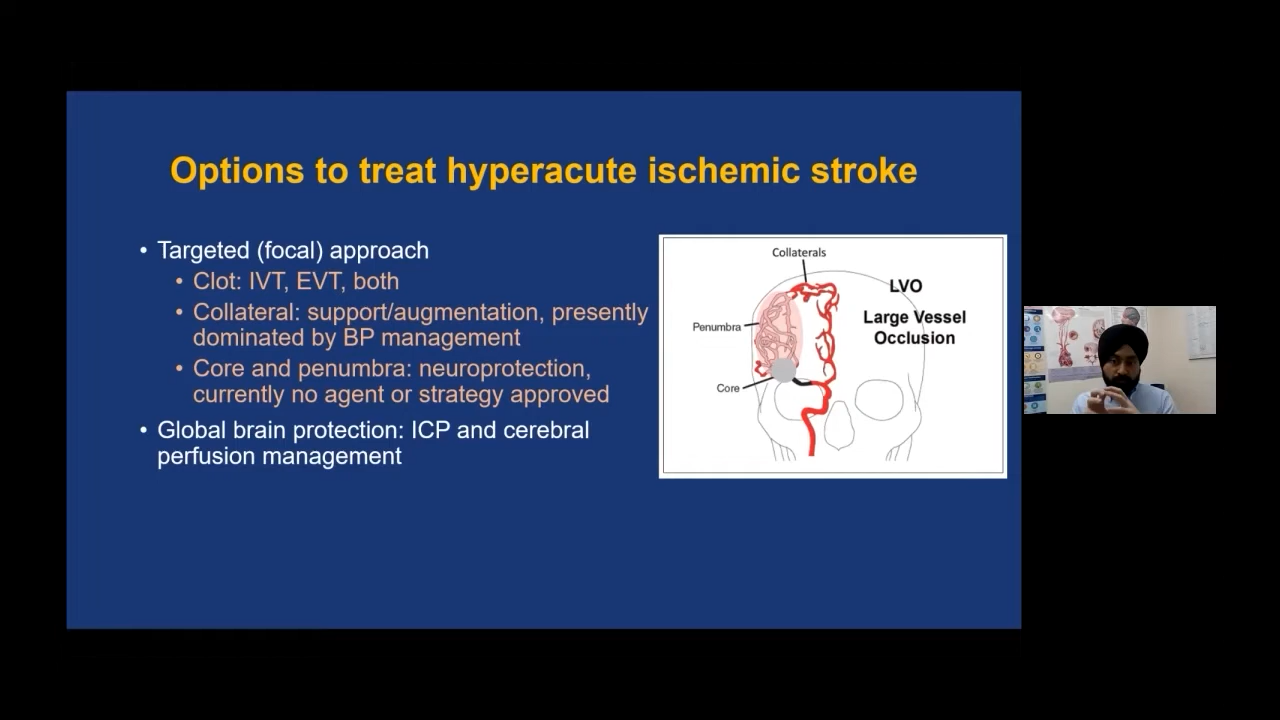 Options to treat hyperacute ischemic stroke
• Targeted (focal) approach
• Clot: IVT, EVT, both
• Collateral: support/augmentation, presently
dominated by BP management
• Core and penumbra: neuroprotection,
currently no agent or strategy approved
• Global brain protection: ICP and cerebral
perfusion management
Collaterals
LVO
Large Vessel
Occlusion
Penumbra
Core